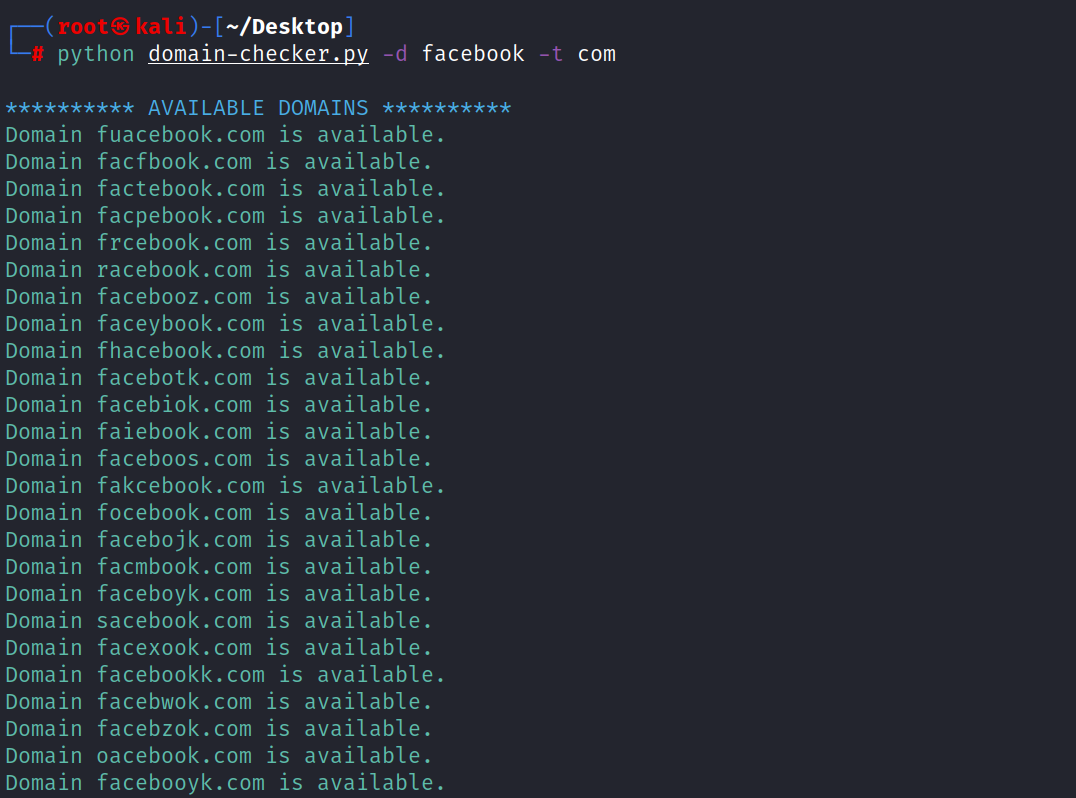 ┌──(root㉿kali)-[~/Desktop]
└─# python domain-checker.py -d facebook -t com
********** AVAILABLE DOMAINS **********
Domain fuacebook.com is available.
Domain facfbook.com is available.
Domain factebook.com is available.
Domain facpebook.com is available.
Domain frcebook.com is available.
Domain racebook.com is available.
Domain facebooz.com is available.
Domain faceybook.com is available.
Domain fhacebook.com is available.
Domain facebotk.com is available.
Domain facebiok.com is available.
Domain faiebook.com is available.
Domain faceboos.com is available.
Domain fakcebook.com is available.
Domain focebook.com is available.
Domain facebojk.com is available.
Domain facmbook.com is available.
Domain faceboyk.com is available.
Domain sacebook.com is available.
Domain facexook.com is available.
Domain facebookk.com is available.
Domain facebwok.com is available.
Domain facebzok.com is available.
Domain oacebook.com is available.
Domain facebooyk.com is available.